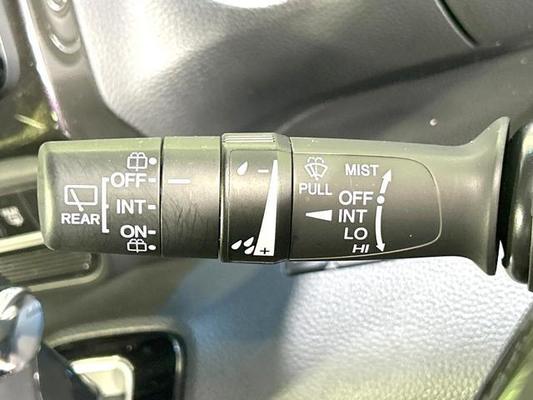 REAR
OFF
INT
ON
- 
+
PULL
MIST
OFF
INT
LO
HI